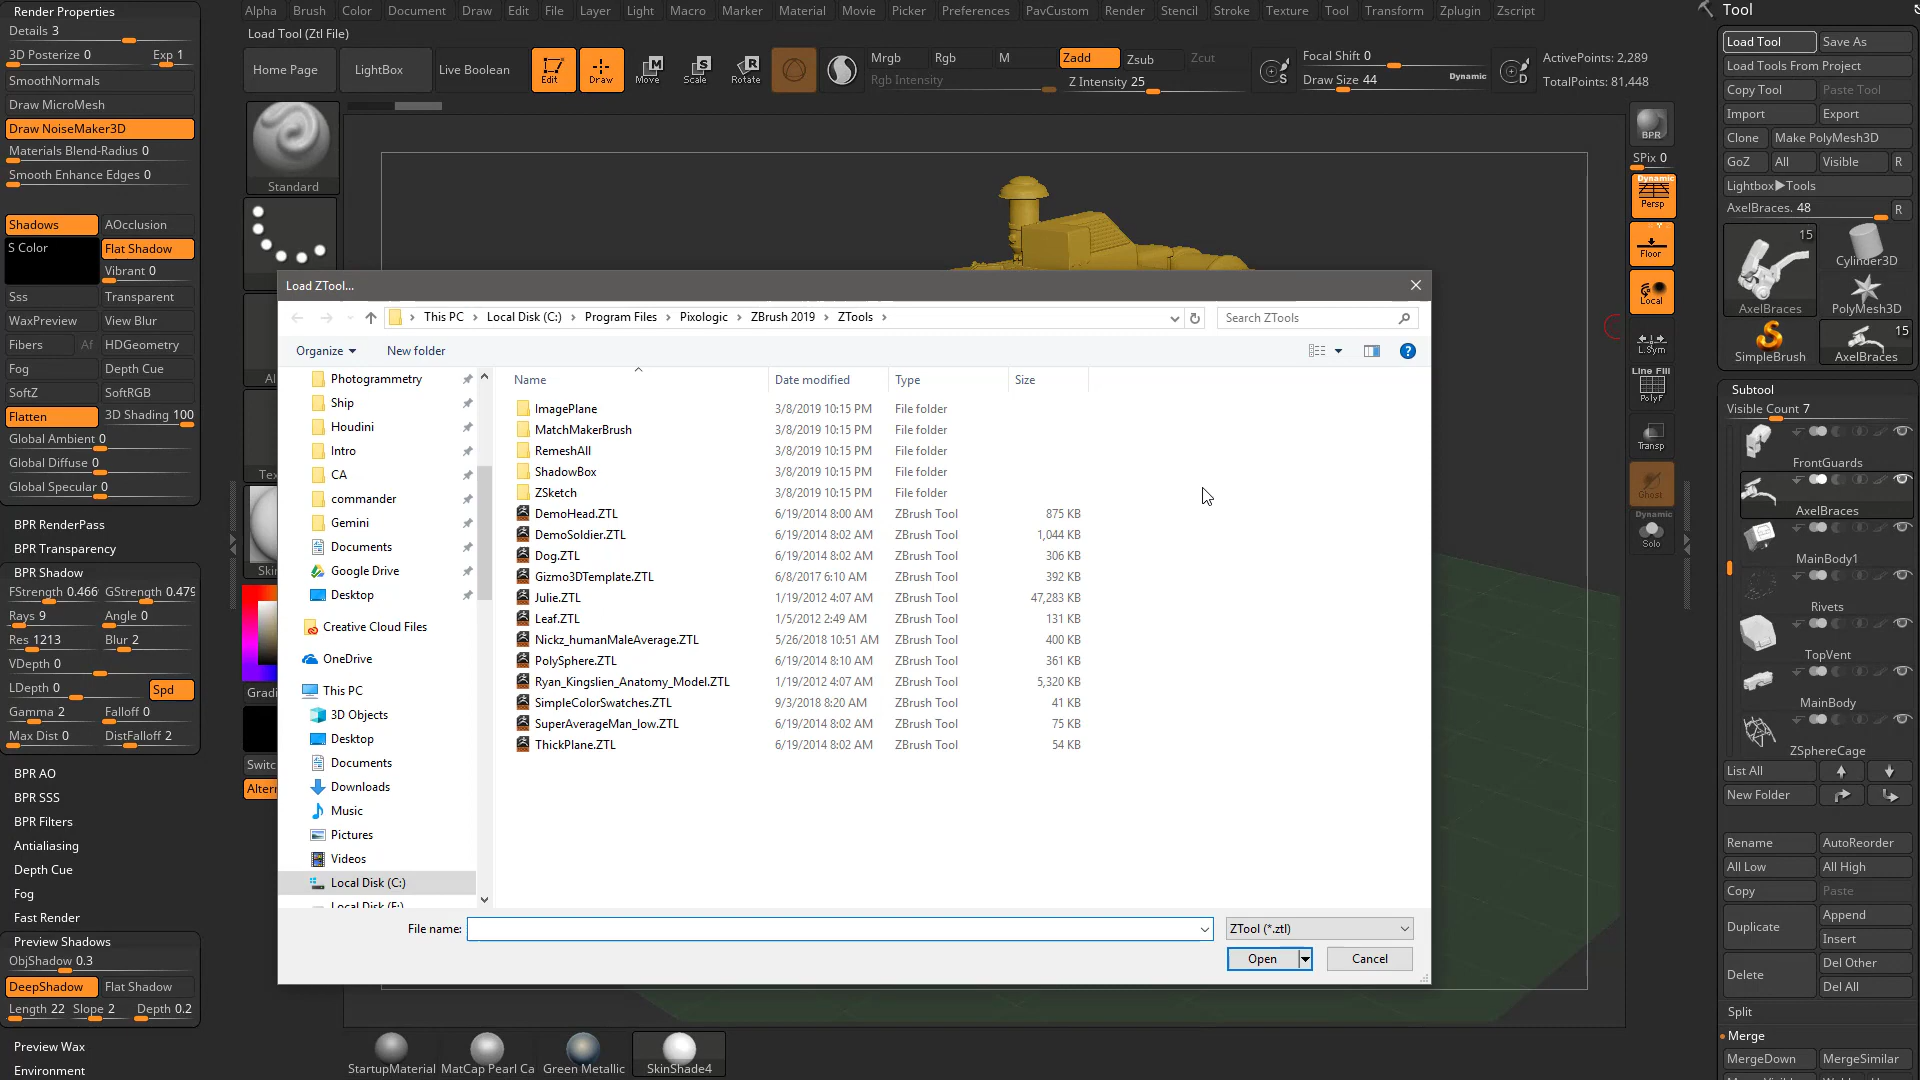 Alpha Brush Color Document Draw Edit File Layer Light Macro Marker Material Movie Picker Preferences PavCustom Render Stencil Stroke Texture Tool Transform Zplugin Zscript
Load Tool (Ztl File)
Render Properties
Details 3
3D Posterize 0 Exp 1
SmoothNormals
Draw MicroMesh
Draw NoiseMaker3D
Materials Blend-Radius 0
Smooth Enhance Edges 0
Shadows AOcclusion
S Color Flat Shadow
Vibrant 0
Sss Transparent
WaxPreview View Blur
Fibers Af HDGeometry
Fog Depth Cue
SoftZ SoftRGB
Flatten 3D Shading 100
Global Ambient 0
Global Diffuse 0
Global Specular 0
BPR RenderPass
BPR Transparency
BPR Shadow
FStrength 0.466 GStrength 0.479
Rays 9 Angle 0
Res 1213 Blur 2
VDepth 0
LDepth 0 Spd
Gamma 2 Falloff 0
Max Dist 0 DistFalloff 2
BPR AO
BPR SSS
BPR Filters
Antialiasing
Depth Cue
Fog
Fast Render
Preview Shadows
ObjShadow 0.3
DeepShadow Flat Shadow
Length 22 Slope 2 Depth 0.2
Preview Wax
Environment
Home Page LightBox Live Boolean Edit Draw Move Scale Rotate
Mrgb Rgb M Zadd Zsub Zcut
Rgb Intensity Z Intensity 25
Focal Shift 0
Draw Size 44 Dynamic
S D
ActivePoints: 2,289
TotalPoints: 81,448
Standard
Al
Tex
Skin
Gradi
Switc
Altern
Load ZTool...
This PC Local Disk (C:) Program Files Pixologic ZBrush 2019 ZTools
Search ZTools
Organize New folder
Photogrammetry
Ship
Houdini
Intro
CA
commander
Gemini
Documents
Google Drive
Desktop
Creative Cloud Files
OneDrive
This PC
3D Objects
Desktop
Documents
Downloads
Music
Pictures
Videos
Local Disk (C:)
Local Disk (F:)
Name Date modified Type Size
ImagePlane 3/8/2019 10:15 PM File folder
MatchMakerBrush 3/8/2019 10:15 PM File folder
RemeshAll 3/8/2019 10:15 PM File folder
ShadowBox 3/8/2019 10:15 PM File folder
ZSketch 3/8/2019 10:15 PM File folder
DemoHead.ZTL 6/19/2014 8:00 AM ZBrush Tool 875 KB
DemoSoldier.ZTL 6/19/2014 8:02 AM ZBrush Tool 1,044 KB
Dog.ZTL 6/19/2014 8:02 AM ZBrush Tool 306 KB
Gizmo3DTemplate.ZTL 6/8/2017 6:10 AM ZBrush Tool 392 KB
Julie.ZTL 1/19/2012 4:07 AM ZBrush Tool 47,283 KB
Leaf.ZTL 1/5/2012 2:49 AM ZBrush Tool 131 KB
Nickz_humanMaleAverage.ZTL 5/26/2018 10:51 AM ZBrush Tool 400 KB
PolySphere.ZTL 6/19/2014 8:10 AM ZBrush Tool 361 KB
Ryan_Kingslien_Anatomy_Model.ZTL 1/19/2012 4:07 AM ZBrush Tool 5,320 KB
SimpleColorSwatches.ZTL 9/3/2018 8:20 AM ZBrush Tool 41 KB
SuperAverageMan_low.ZTL 6/19/2014 8:02 AM ZBrush Tool 75 KB
ThickPlane.ZTL 6/19/2014 8:02 AM ZBrush Tool 54 KB
File name: ZTool (*.ztl)
Open Cancel
StartupMaterial MatCap Pearl Ca Green Metallic SkinShade4
BPR
SPix 0
Dynamic
Persp
Floor
Local
L.Sym
Line Fill
PolyF
Transp
Ghost
Dynamic
Solo
Tool
Load Tool Save As
Load Tools From Project
Copy Tool Paste Tool
Import Export
Clone Make PolyMesh3D
GoZ All Visible R
Lightbox▶Tools
AxelBraces. 48 R
15
AxelBraces Cylinder3D
PolyMesh3D
SimpleBrush 15 AxelBraces
Subtool
Visible Count 7
FrontGuards
AxelBraces
MainBody1
Rivets
TopVent
MainBody
ZSphereCage
List All
New Folder
Rename AutoReorder
All Low All High
Copy Paste
Duplicate Append
Insert
Delete Del Other
Del All
Split
Merge
MergeDown MergeSimilar